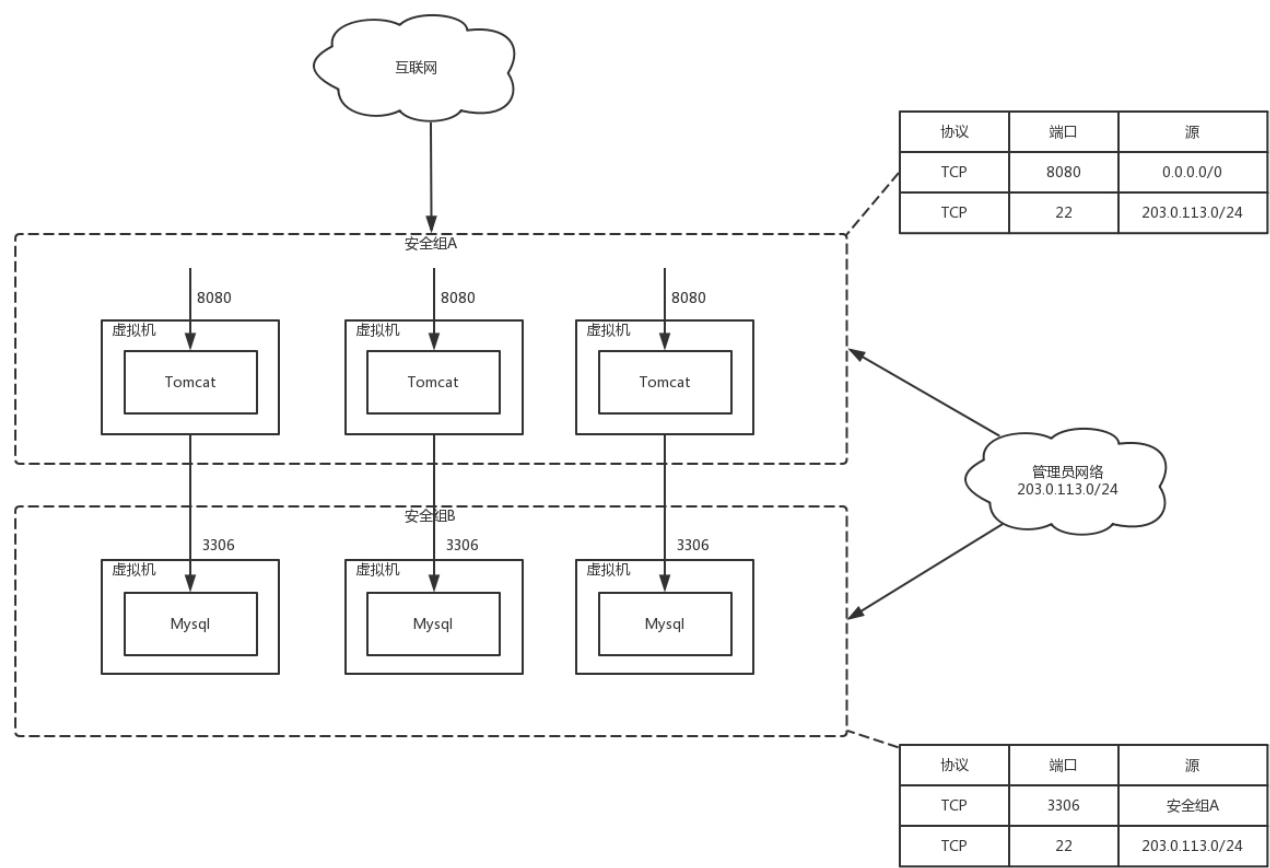 互联网
协议 端口 源
TCP 8080 0.0.0.0/0
TCP 22 203.0.113.0/24
安全组A
8080 8080 8080
虚拟机 虚拟机 虚拟机
Tomcat Tomcat Tomcat
管理员网络
203.0.113.0/24
安全组B
3306 3306 3306
虚拟机 虚拟机 虚拟机
Mysql Mysql Mysql
协议 端口 源
TCP 3306 安全组A
TCP 22 203.0.113.0/24